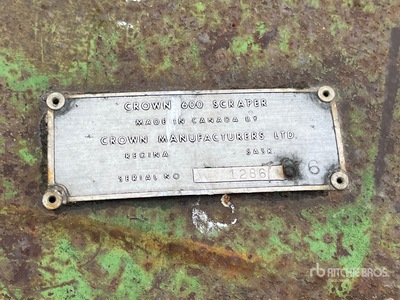 CROWN 600 SCRAPER
MADE IN CANADA BY
CROWN MANUFACTURERS LTD.
REGINA SASK
SERIAL NO 1286 6
rb RITCHIE BROS.